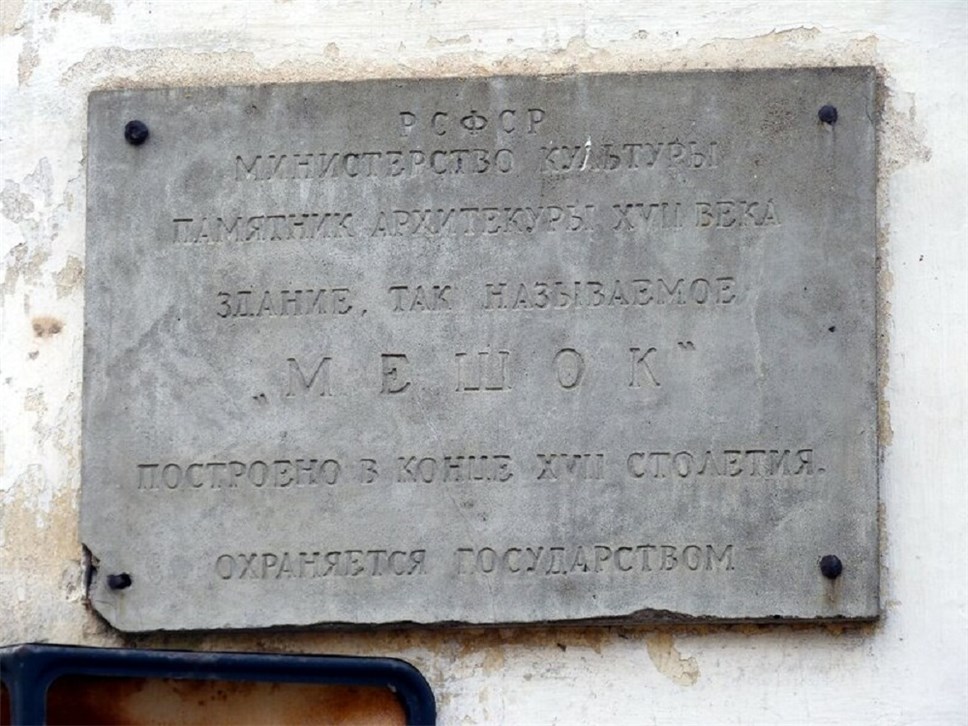 РСФСР
МИНИСТЕРСТВО КУЛЬТУРЫ
ПАМЯТНИК АРХИТЕКУРЫ XVII ВЕКА
ЗДАНИЕ, ТАК НАЗЫВАЕМОЕ
„МЕШОК”
ПОСТРОЕНО В КОНЦЕ XVII СТОЛЕТИЯ.
ОХРАНЯЕТСЯ ГОСУДАРСТВОМ